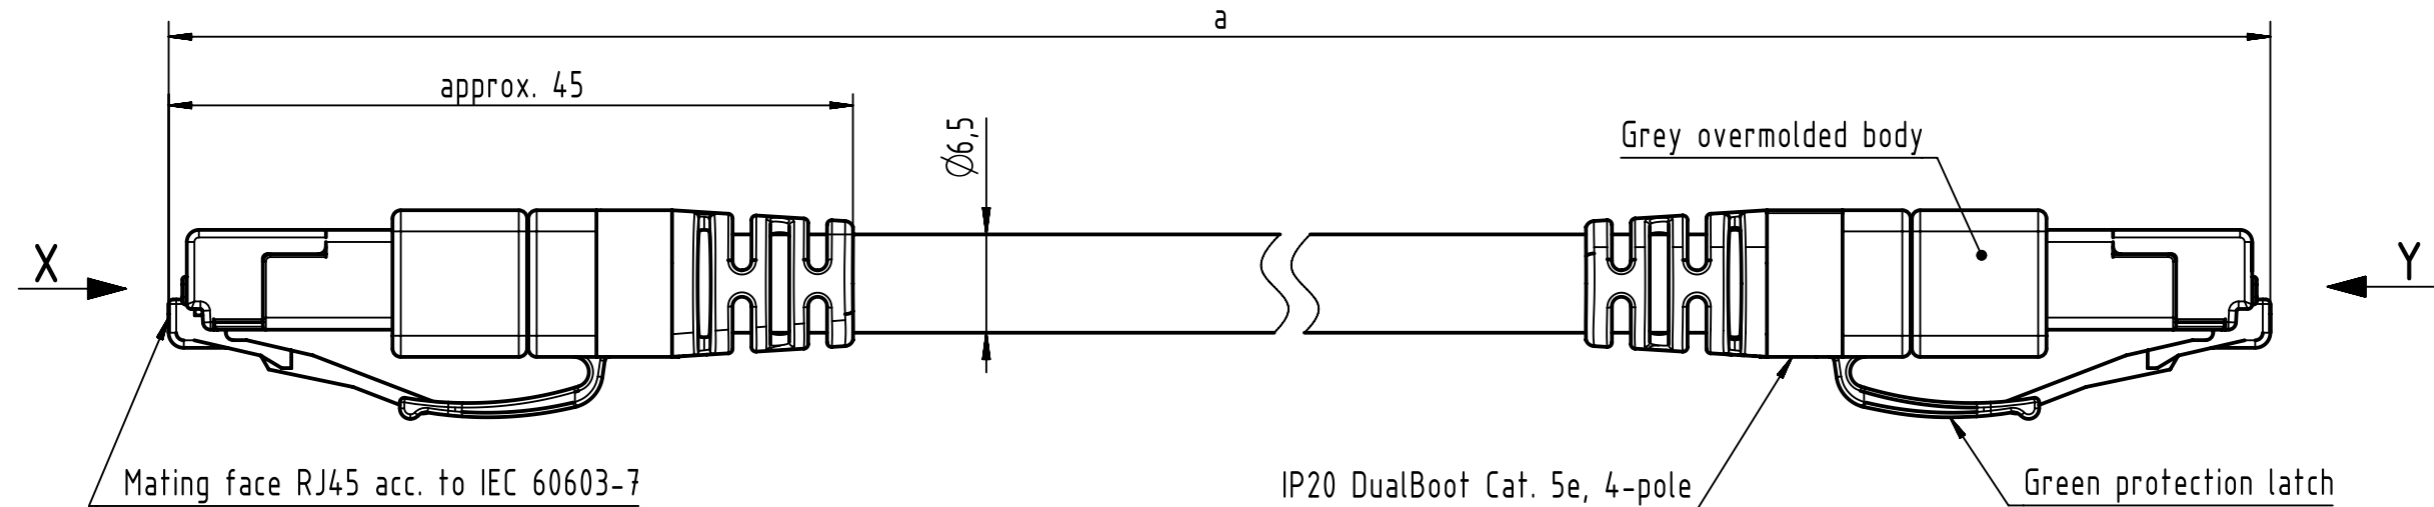 a
approx. 45
Ø6,5
Grey overmolded body
X
Y
Mating face RJ45 acc. to IEC 60603-7
IP20 DualBoot Cat. 5e, 4-pole
Green protection latch